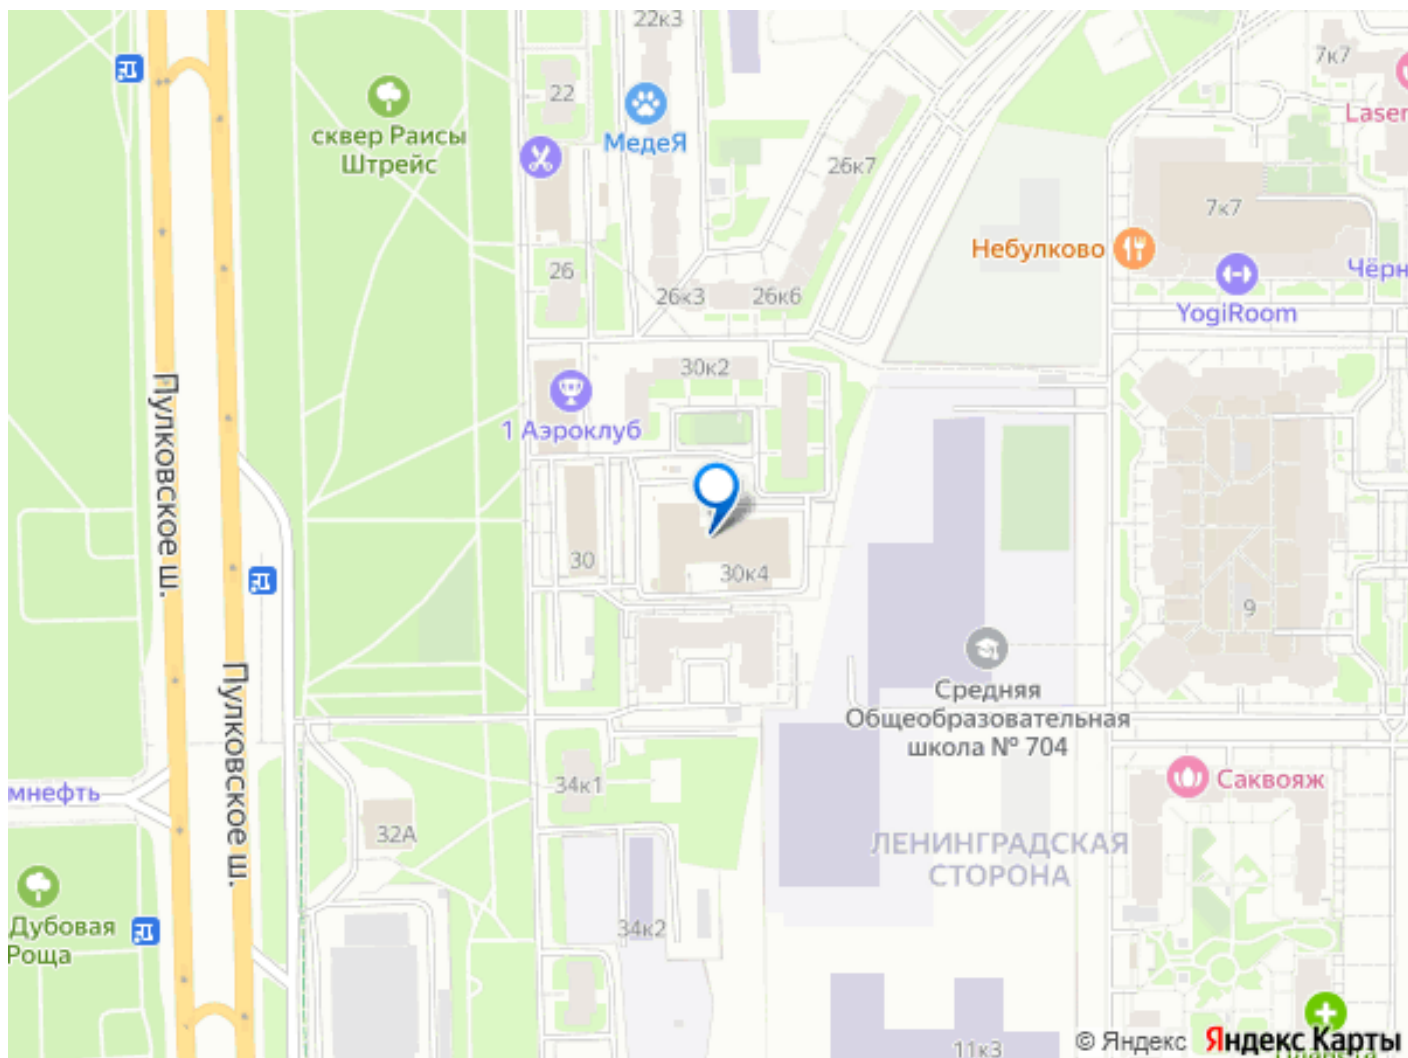 22к3
7к7
Laser
22
сквер Раисы
Штрейс
МедеЯ
26к7
7к7
Небулково
Чёрн
26
26к3
26к6
YogiRoom
30к2
Пулковское ш.
1 Аэроклуб
30
30к4
9
Пулковское ш.
Средняя
Общеобразовательная
школа № 704
34к1
мнефть
Саквояж
32А
ЛЕНИНГРАДСКАЯ
СТОРОНА
Дубовая
Роща
34к2
11к3
© Яндекс Яндекс Карты